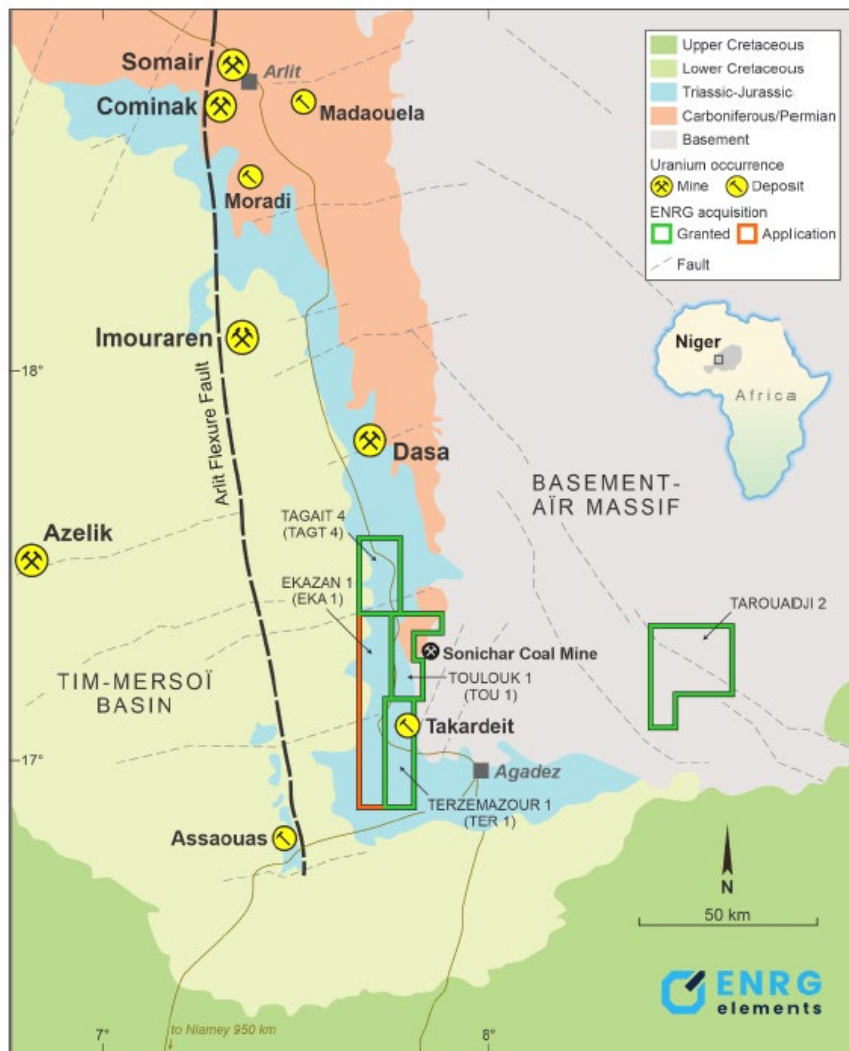 Somair
Arlit
Cominak
Madaouela
Moradi
Upper Cretaceous
Lower Cretaceous
Triassic-Jurassic
Carboniferous/Permian
Basement
Uranium occurrence
Mine
Deposit
ENRG acquisition
Granted
Application
Fault
Imouraren
18°
Arlit Flexure Fault
Niger
Africa
Dasa
BASEMENT-
AÏR MASSIF
Azelik
TAGAIT 4
(TAGT 4)
EKAZAN 1
(EKA 1)
TAROUADJI 2
Sonichar Coal Mine
TOULOUK 1
(TOU 1)
TIM-MERSOÏ
BASIN
Takardeit
17°
Agadez
TERZEMAZOUR 1
(TER 1)
Assaouas
N
50 km
ENRG
elements
to Niamey 950 km
7°
8°